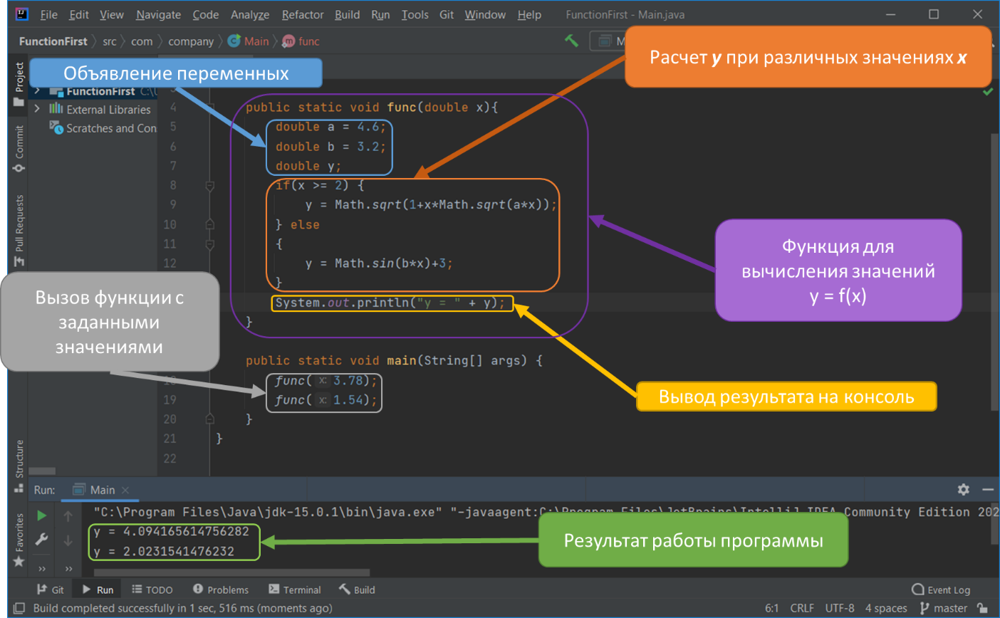 File Edit View Navigate Code Analyze Refactor Build Run Tools Git Window Help FunctionFirst - Main.java
FunctionFirst src com company Main func
Расчет y при различных значениях x
Объявление переменных
Project
FunctionFirst
External Libraries
Scratches and Con
Commit
Pull Requests
4 public static void func(double x){
5 double a = 4.6;
6 double b = 3.2;
7 double y;
8 if(x >= 2) {
9 y = Math.sqrt(1+x*Math.sqrt(a*x));
10 } else
11 {
12 y = Math.sin(b*x)+3;
}
System.out.println("y = " + y);
}
Функция для
вычисления значений
y = f(x)
Вызов функции с
заданными
значениями
public static void main(String[] args) {
func( x: 3.78);
19 func( x: 1.54);
20 }
21 }
22
Вывод результата на консоль
Structure
Favorites
Run: Main
"C:\Program Files\Java\jdk-15.0.1\bin\java.exe" "-javaagent:C:\Program Files\JetBrains\IntelliJ IDEA Community Edition 202
y = 4.094165614756282
y = 2.0231541476232
Результат работы программы
Git Run TODO Problems Terminal Build Event Log
Build completed successfully in 1 sec, 516 ms (moments ago) 6:1 CRLF UTF-8 4 spaces master